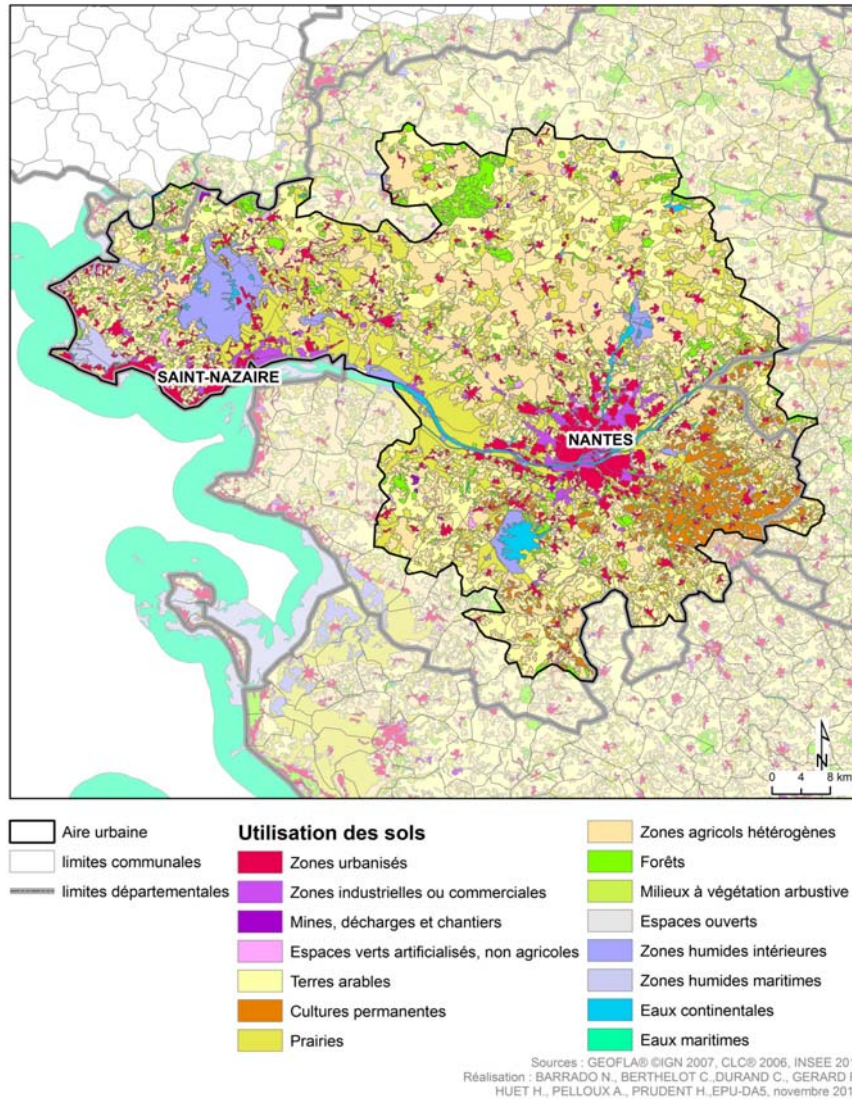 SAINT-NAZAIRE
NANTES
N
0 4 8 km
Aire urbaine
limites communales
limites départementales
Utilisation des sols
Zones urbanisés
Zones industrielles ou commerciales
Mines, décharges et chantiers
Espaces verts artificialisés, non agricoles
Terres arables
Cultures permanentes
Prairies
Zones agricols hétérogènes
Forêts
Milieux à végétation arbustive
Espaces ouverts
Zones humides intérieures
Zones humides maritimes
Eaux continentales
Eaux maritimes
Sources : GEOFLA® ©IGN 2007, CLC® 2006, INSEE 201
Réalisation : BARRADO N., BERTHELOT C.,DURAND C., GERARD
HUET H., PELLOUX A., PRUDENT H.,EPU-DA5, novembre 201